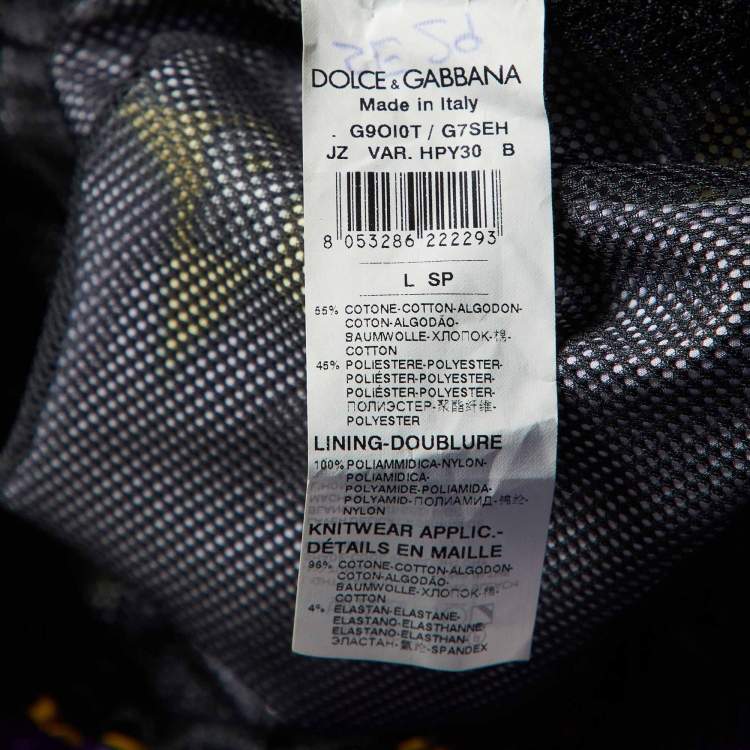 DOLCE & GABBANA
Made in Italy
. G9OI0T / G7SEH
JZ VAR. HPY30 B
8 053286 222293
L SP
55% COTONE-COTTON-ALGODON-
COTON-ALGODÃO-
BAUMWOLLE-ХЛОПОК-棉-
COTTON
45% POLIESTERE-POLYESTER-
POLIÉSTER-POLYESTER-
POLIÉSTER-POLYESTER-
ПОЛИЭСТЕР-聚酯纤维-
POLYESTER
LINING-DOUBLURE
100% POLIAMMIDICA-NYLON-
POLIAMIDICA-
POLYAMIDE-POLIAMIDA-
POLYAMID-ПОЛИАМИД-锦纶-
NYLON
KNITWEAR APPLIC.-
DÉTAILS EN MAILLE
96% COTONE-COTTON-ALGODON-
COTON-ALGODÃO-
BAUMWOLLE-ХЛОПОК-棉-
COTTON
4% ELASTAN-ELASTANE-
ELASTANO-ELASTHANNE-
ELASTANO-ELASTHAN-
ЭЛАСТАН-氨纶-SPANDEX